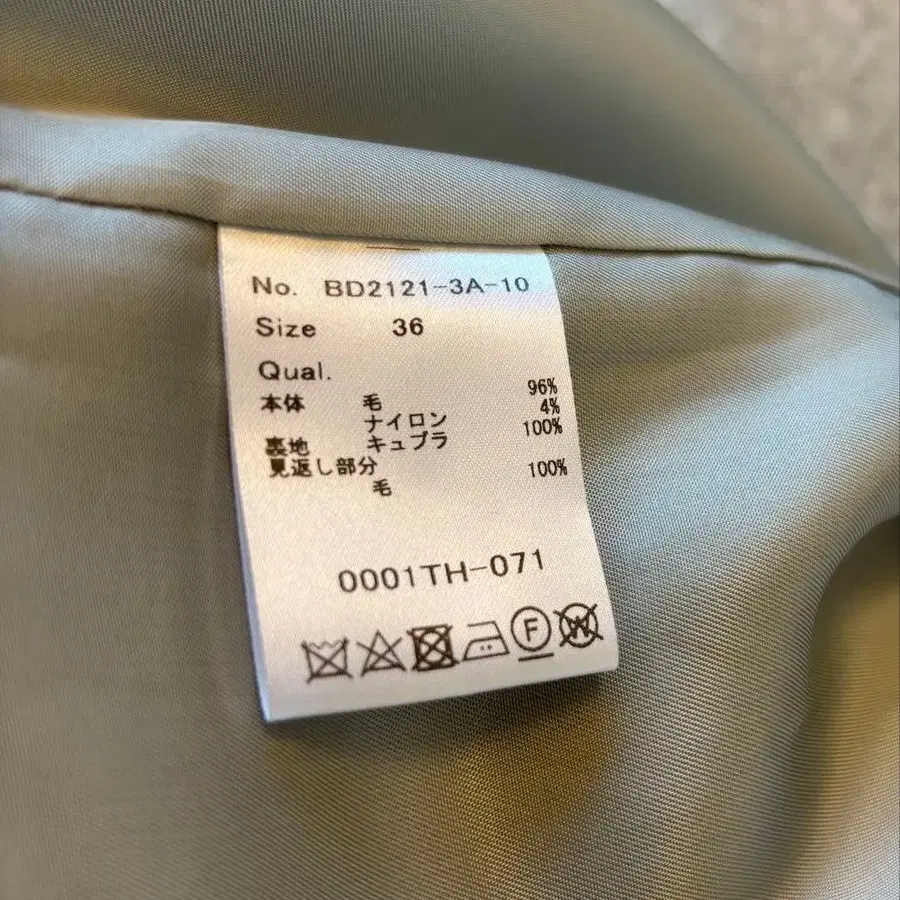 No. BD2121-3A-10
Size 36
Qual.
本体 毛 96%
ナイロン 4%
裏地 キュプラ 100%
見返し部分
毛 100%
0001TH-071
F W